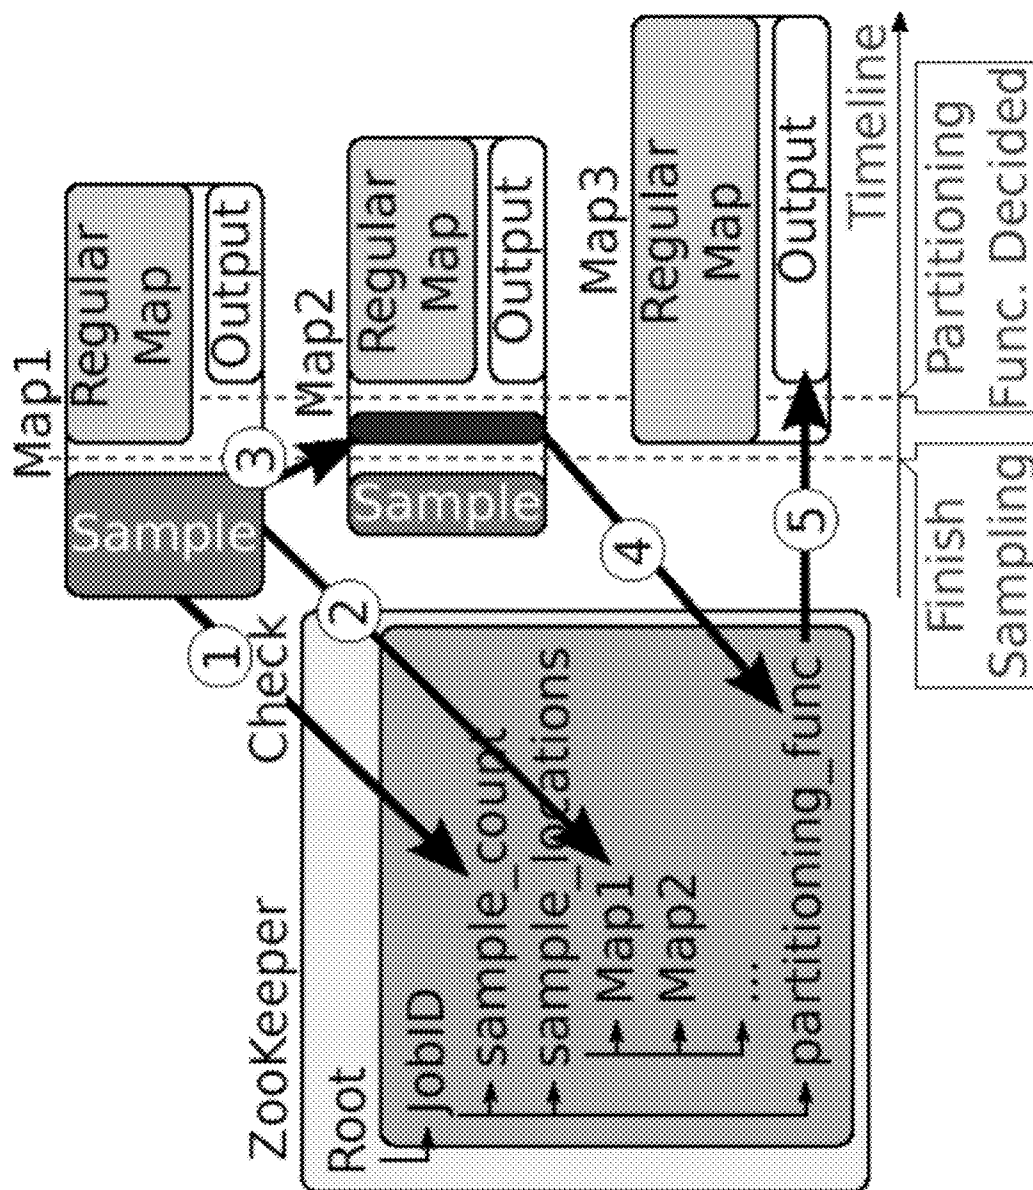 ZooKeeper
Root
JobID
sample_count
sample_locations
Map1
Map2
...
partitioning_func
Check
1
2
3
4
5
Map1
Sample
Regular
Map
Output
Map2
Sample
Regular
Map
Output
Map3
Regular
Map
Output
Timeline
Finish
Sampling
Partitioning
Func. Decided